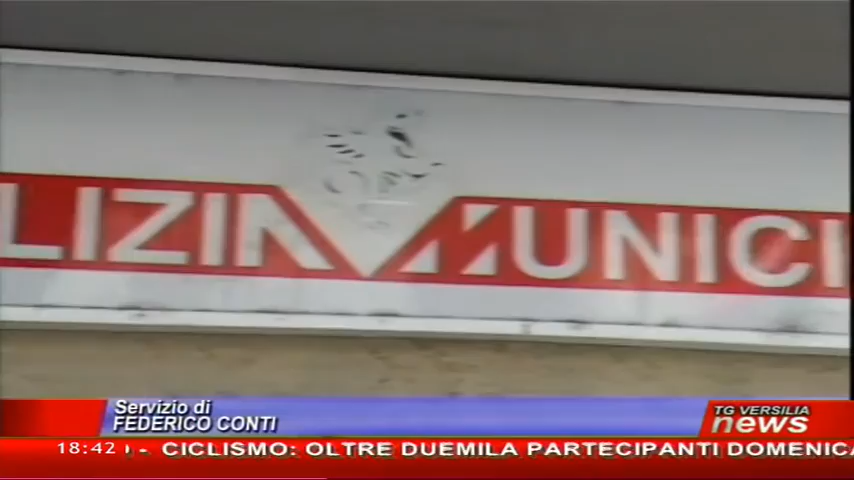 LIZIA MUNICI
Servizio di
FEDERICO CONTI
TG VERSILIA
news
18:42 - CICLISMO: OLTRE DUEMILA PARTECIPANTI DOMENICA